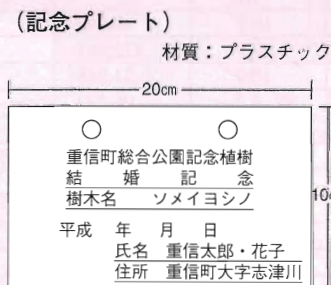 (記念プレート)
材質：プラスチック
20cm
重信町総合公園記念植樹
結婚記念
樹木名 ソメイヨシノ
平成 年 月 日
氏名 重信太郎・花子
住所 重信町大字志津川